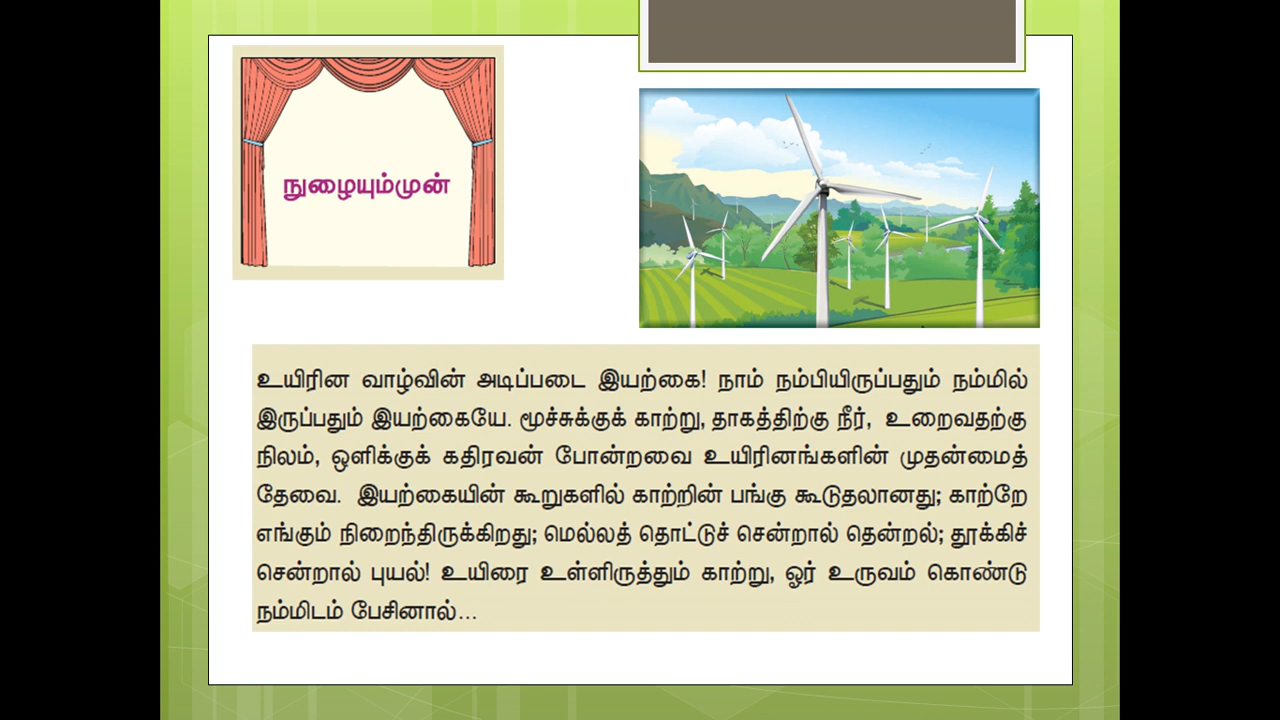 நுழையும்முன்
உயிரின வாழ்வின் அடிப்படை இயற்கை! நாம் நம்பியிருப்பதும் நம்மில்
இருப்பதும் இயற்கையே. மூச்சுக்குக் காற்று, தாகத்திற்கு நீர், உறைவதற்கு
நிலம், ஒளிக்குக் கதிரவன் போன்றவை உயிரினங்களின் முதன்மைத்
தேவை. இயற்கையின் கூறுகளில் காற்றின் பங்கு கூடுதலானது; காற்றே
எங்கும் நிறைந்திருக்கிறது; மெல்லத் தொட்டுச் சென்றால் தென்றல்; தூக்கிச்
சென்றால் புயல்! உயிரை உள்ளிருத்தும் காற்று, ஓர் உருவம் கொண்டு
நம்மிடம் பேசினால்...